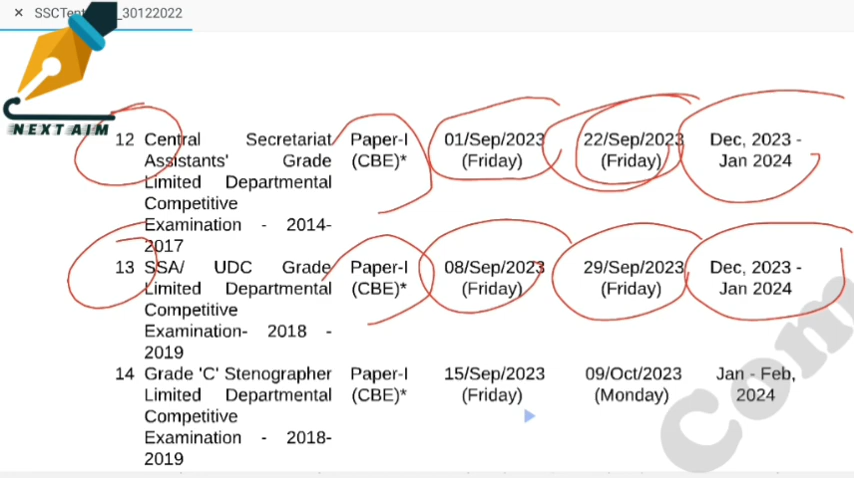 × SSCTent _30122022
NEXT AIM
12 Central Secretariat Paper-I 01/Sep/2023 22/Sep/2023 Dec, 2023 -
Assistants' Grade (CBE)* (Friday) (Friday) Jan 2024
Limited Departmental
Competitive
Examination - 2014-
2017
13 SSA/ UDC Grade Paper-I 08/Sep/2023 29/Sep/2023 Dec, 2023 -
Limited Departmental (CBE)* (Friday) (Friday) Jan 2024
Competitive
Examination- 2018 -
2019
14 Grade 'C' Stenographer Paper-I 15/Sep/2023 09/Oct/2023 Jan - Feb,
Limited Departmental (CBE)* (Friday) (Monday) 2024
Competitive
Examination - 2018-
2019
Com